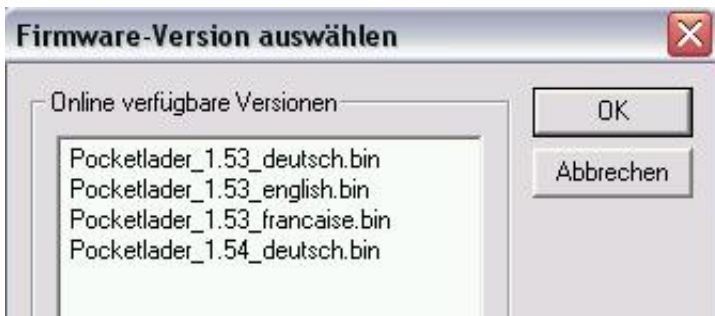 Firmware-Version auswählen
Online verfügbare Versionen
Pocketlader_1.53_deutsch.bin
Pocketlader_1.53_english.bin
Pocketlader_1.53_francaise.bin
Pocketlader_1.54_deutsch.bin
OK
Abbrechen